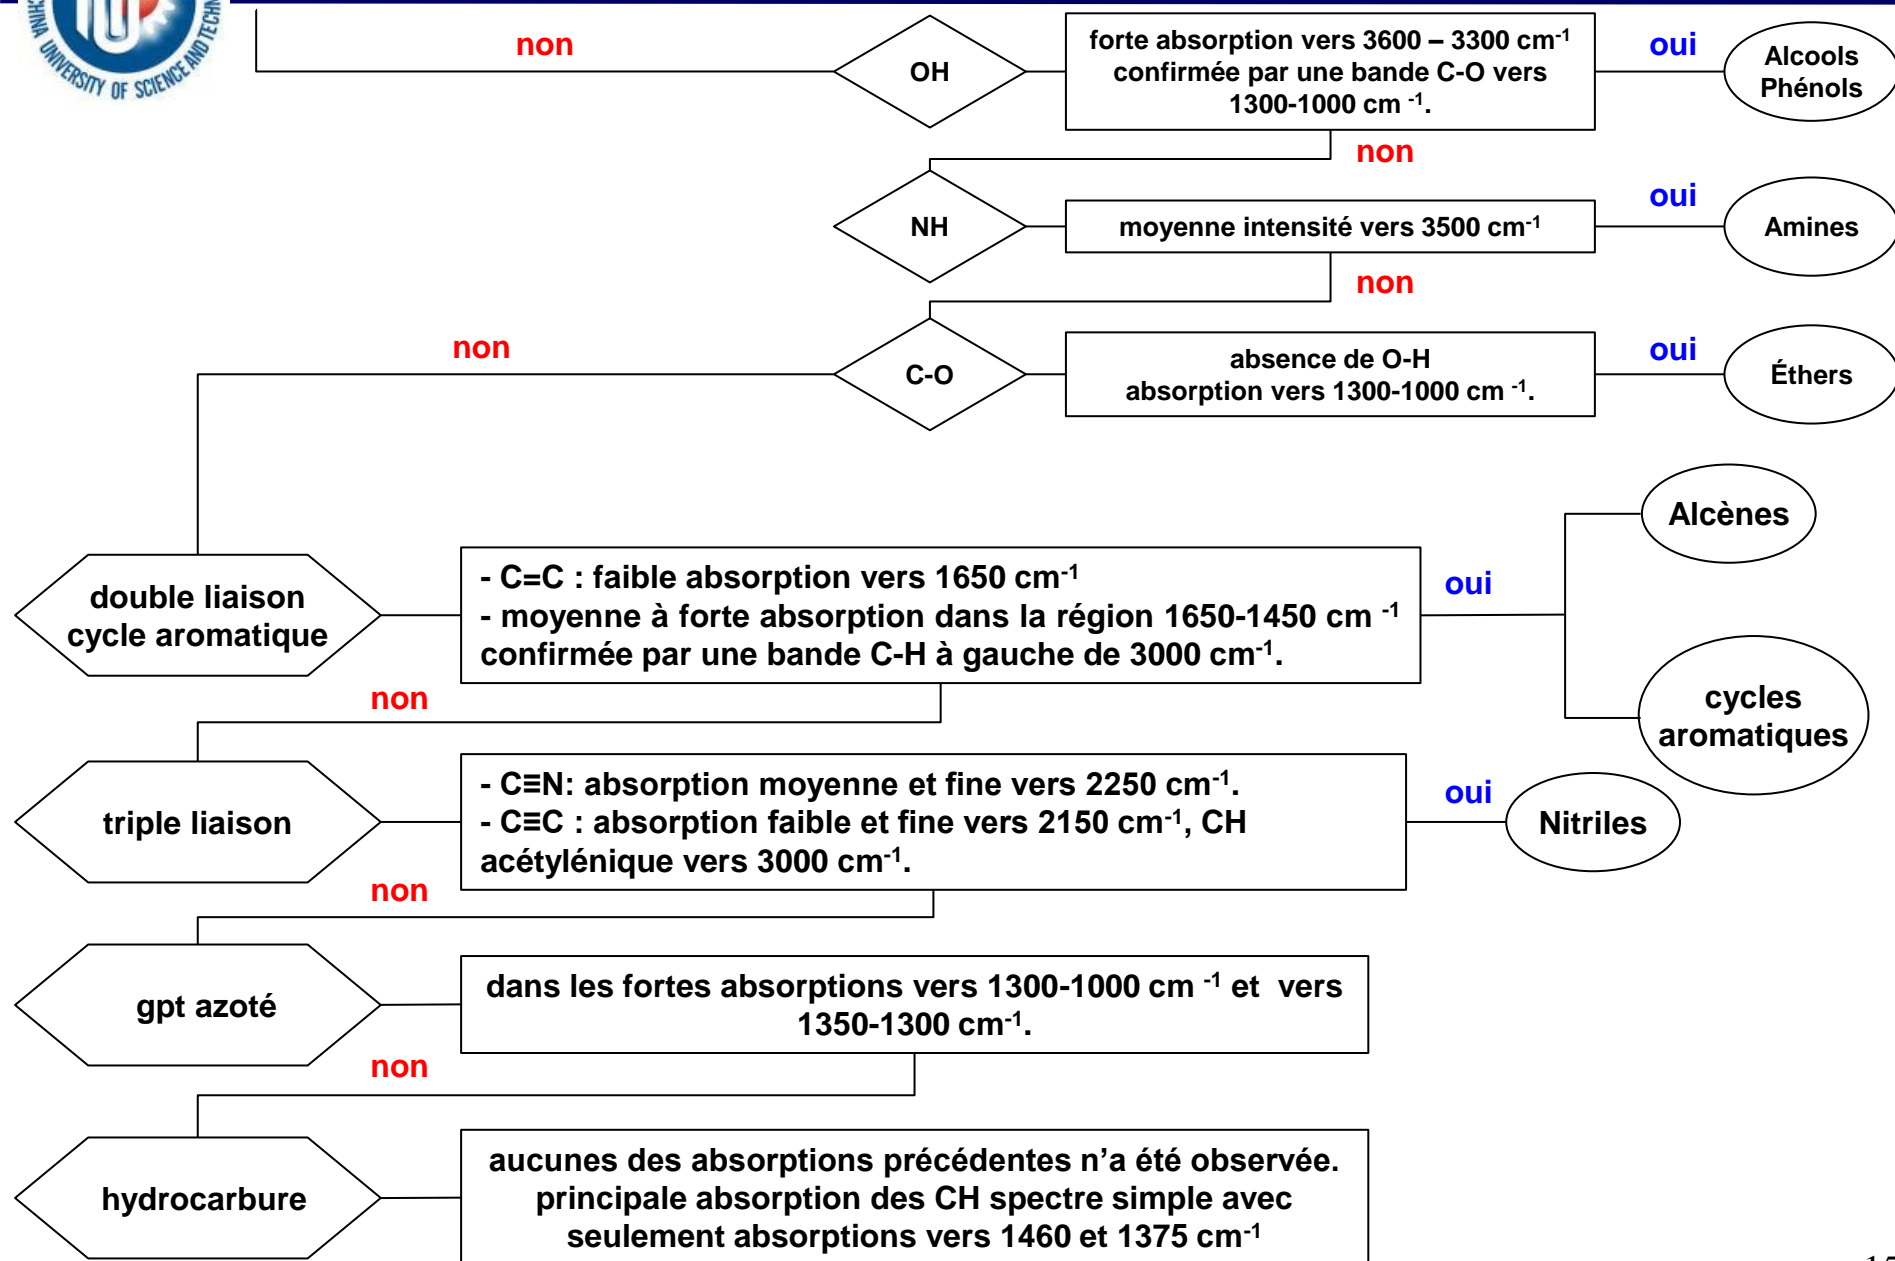 UNIVERSITY OF SCIENCE AND TECHN
non
OH
forte absorption vers 3600 – 3300 cm-1
confirmée par une bande C-O vers
1300-1000 cm -1.
oui
Alcools
Phénols
non
NH
moyenne intensité vers 3500 cm-1
oui
Amines
non
non
C-O
absence de O-H
absorption vers 1300-1000 cm -1.
oui
Éthers
Alcènes
double liaison
cycle aromatique
- C=C : faible absorption vers 1650 cm-1
- moyenne à forte absorption dans la région 1650-1450 cm -1
confirmée par une bande C-H à gauche de 3000 cm-1.
oui
cycles
aromatiques
non
triple liaison
- C≡N: absorption moyenne et fine vers 2250 cm-1.
- C≡C : absorption faible et fine vers 2150 cm-1, CH
acétylénique vers 3000 cm-1.
oui
Nitriles
non
gpt azoté
dans les fortes absorptions vers 1300-1000 cm -1 et vers
1350-1300 cm-1.
non
hydrocarbure
aucunes des absorptions précédentes n'a été observée.
principale absorption des CH spectre simple avec
seulement absorptions vers 1460 et 1375 cm-1